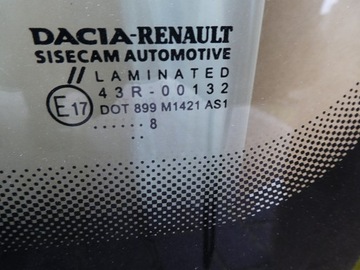 DACIA-RENAULT
SISECAM AUTOMOTIVE
// LAMINATED
E17 43R-00132
DOT 899 M1421 AS1
......8